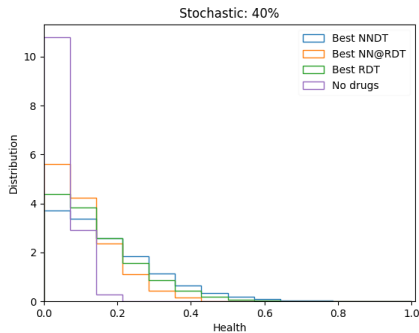 Stochastic: 40%
Best NNDT
Best NN@RDT
Best RDT
No drugs
Distribution
10
8
6
4
2
0
0.0 0.2 0.4 0.6 0.8 1.0
Health